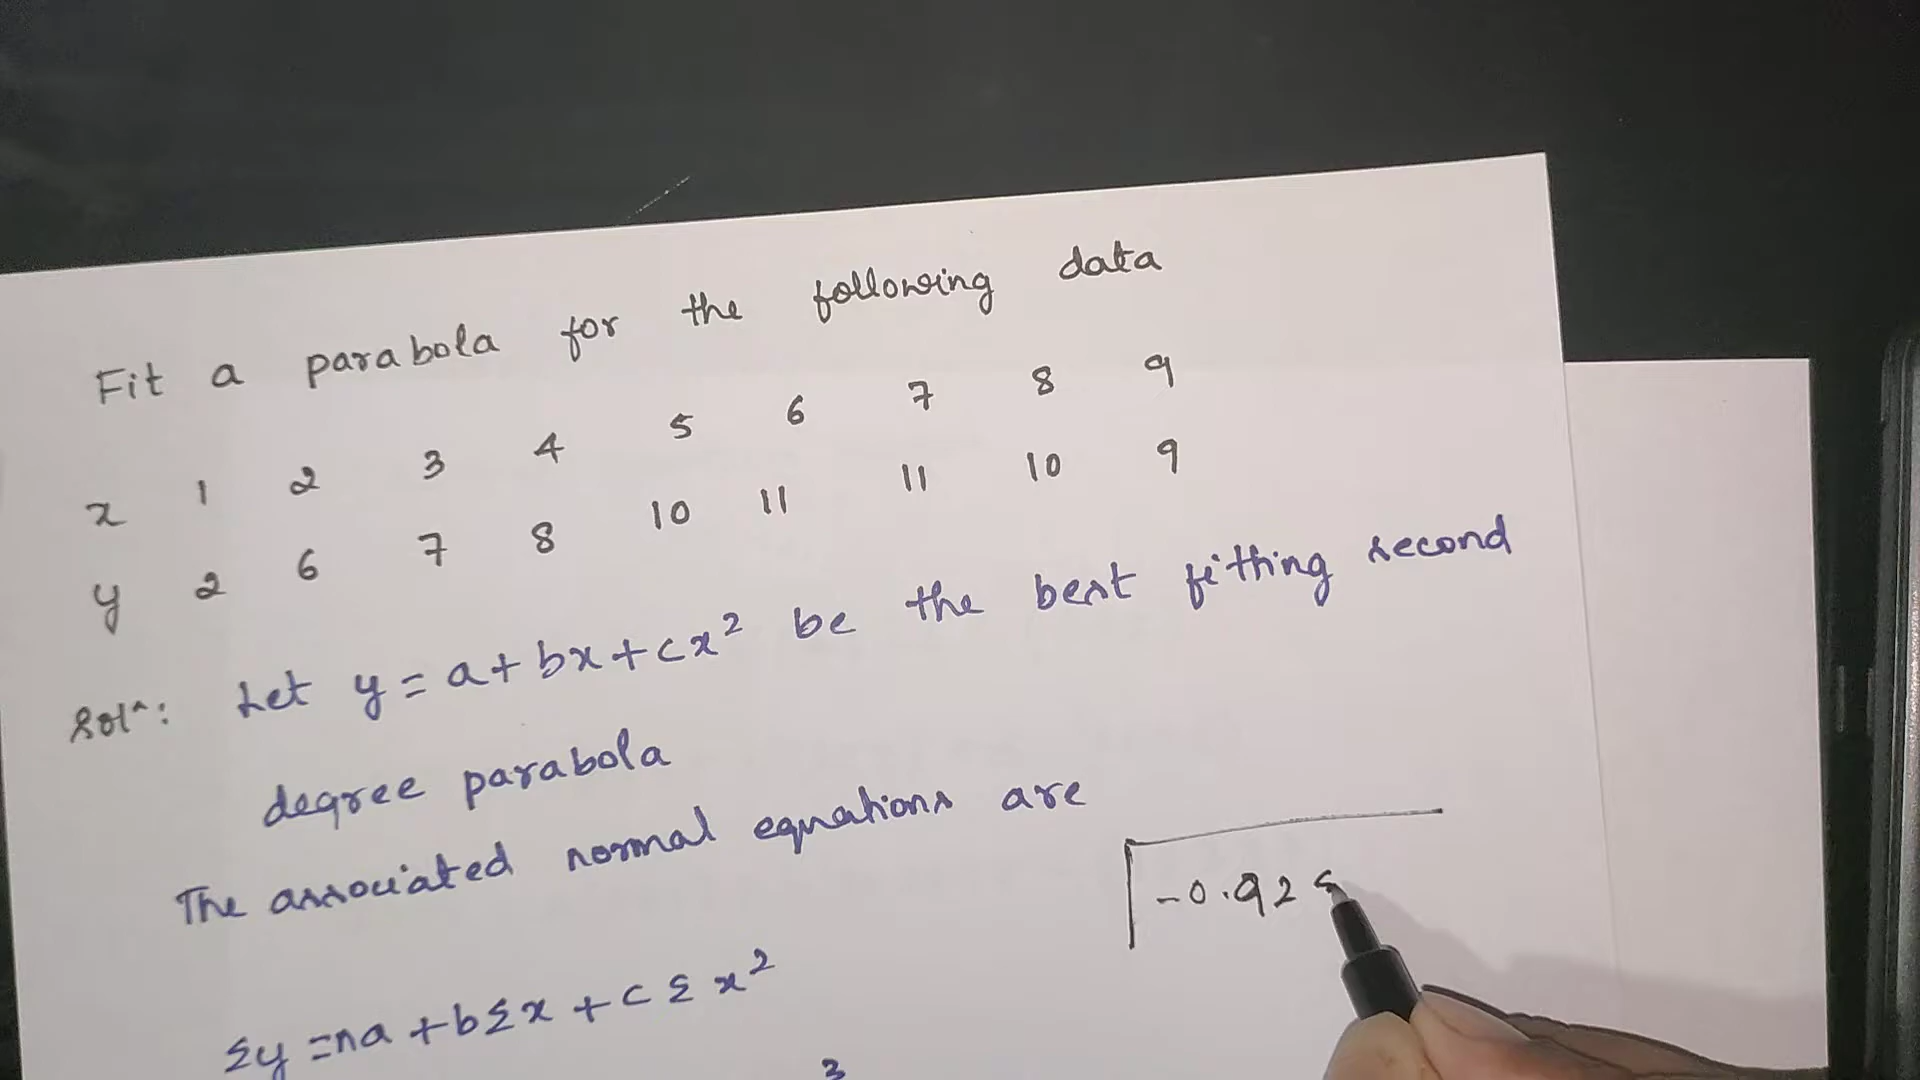 Fit a parabola for the following data
x 1 2 3 4 5 6 7 8 9
y 2 6 7 8 10 11 11 10 9
Solⁿ: Let y = a + bx + cx² be the best fitting second
degree parabola
The associated normal equations are
-0.92
Σy = na + bΣx + cΣx²
3